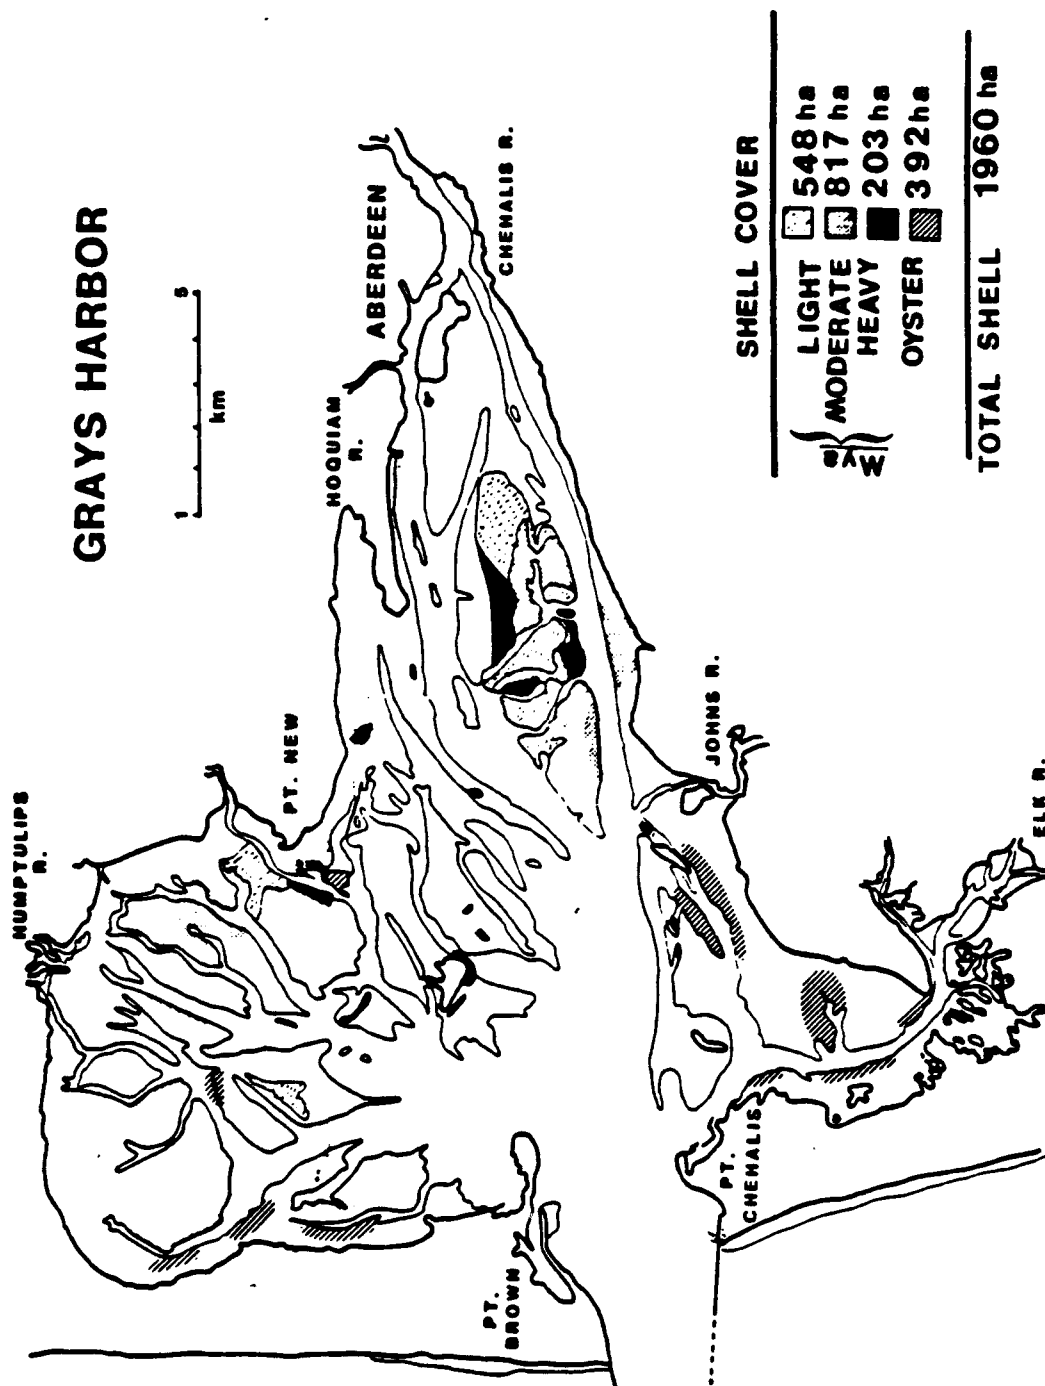 GRAYS HARBOR
1 5
km
HUMPTULIPS
R.
PT. NEW
HOQUIAM
R.
ABERDEEN
CHEHALIS R.
JOHNS R.
ELK R.
PT.
CHEHALIS
PT.
BROWN
SHELL COVER
LIGHT 548 ha
MODERATE 817 ha
HEAVY 203 ha
OYSTER 392 ha
TOTAL SHELL 1960 ha